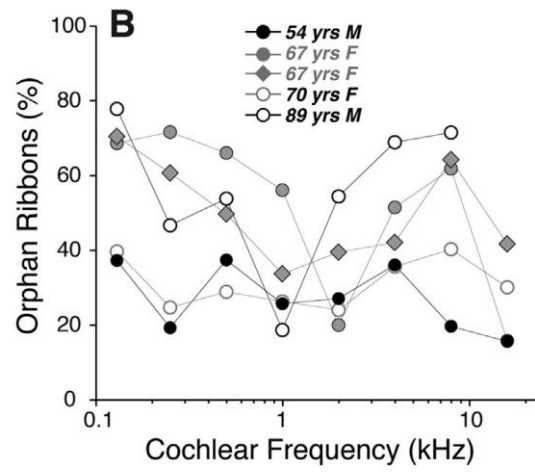 B
54 yrs M
67 yrs F
67 yrs F
70 yrs F
89 yrs M
Orphan Ribbons (%)
100
80
60
40
20
0
0.1
1
10
Cochlear Frequency (kHz)